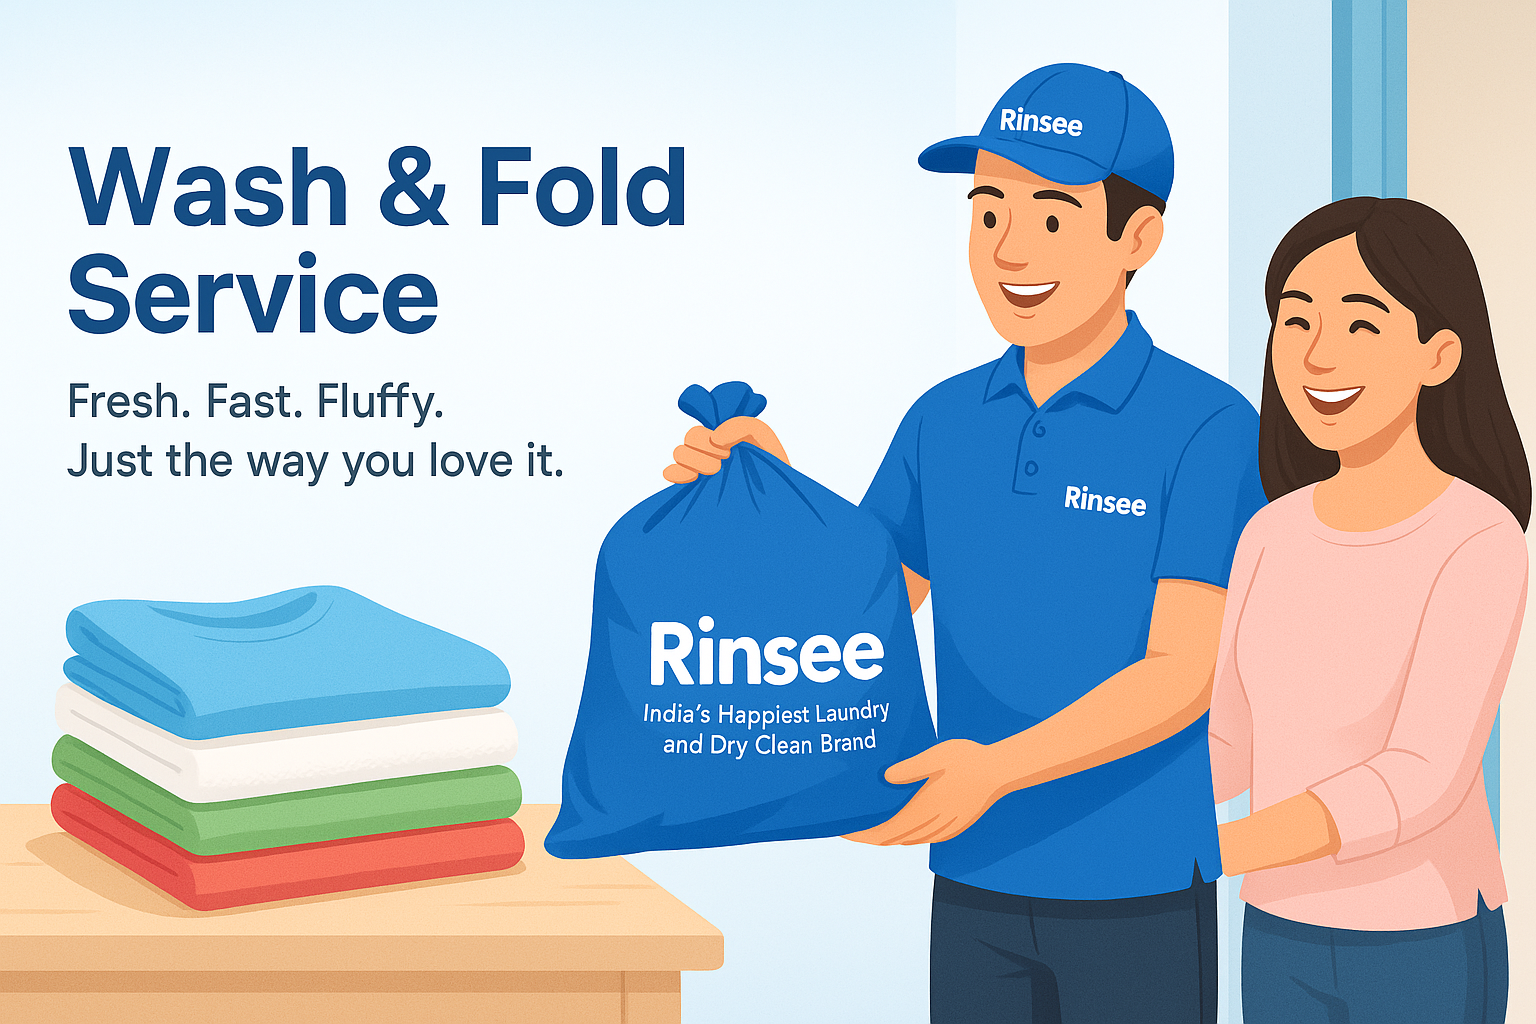 Wash & Fold
Service
Fresh. Fast. Fluffy.
Just the way you love it.
Rinsee
Rinsee
Rinsee
India's Happiest Laundry
and Dry Clean Brand